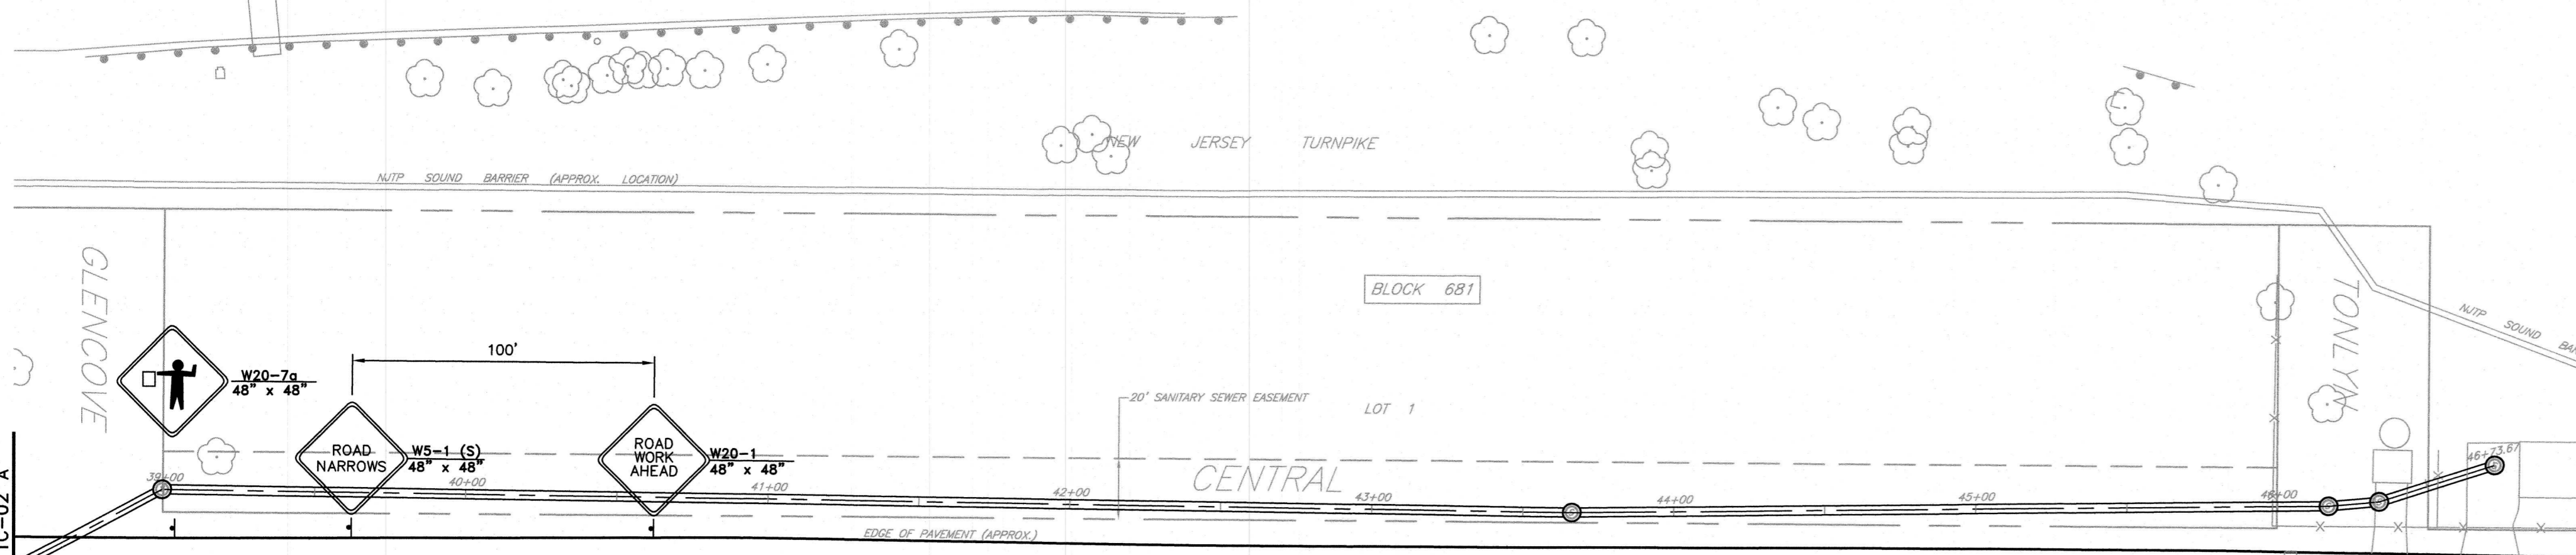 NEW JERSEY TURNPIKE
NJTP SOUND BARRIER (APPROX. LOCATION)
GLENCOVE
BLOCK 681
TONLYN
NJTP SOUND
100'
W20-7a
48" x 48"
20' SANITARY SEWER EASEMENT
LOT 1
ROAD
NARROWS
W5-1 (S)
48" x 48"
ROAD
WORK
AHEAD
W20-1
48" x 48"
CENTRAL
39+00
40+00
41+00
42+00
43+00
44+00
45+00
46+00
46+73.67
EDGE OF PAVEMENT (APPROX.)